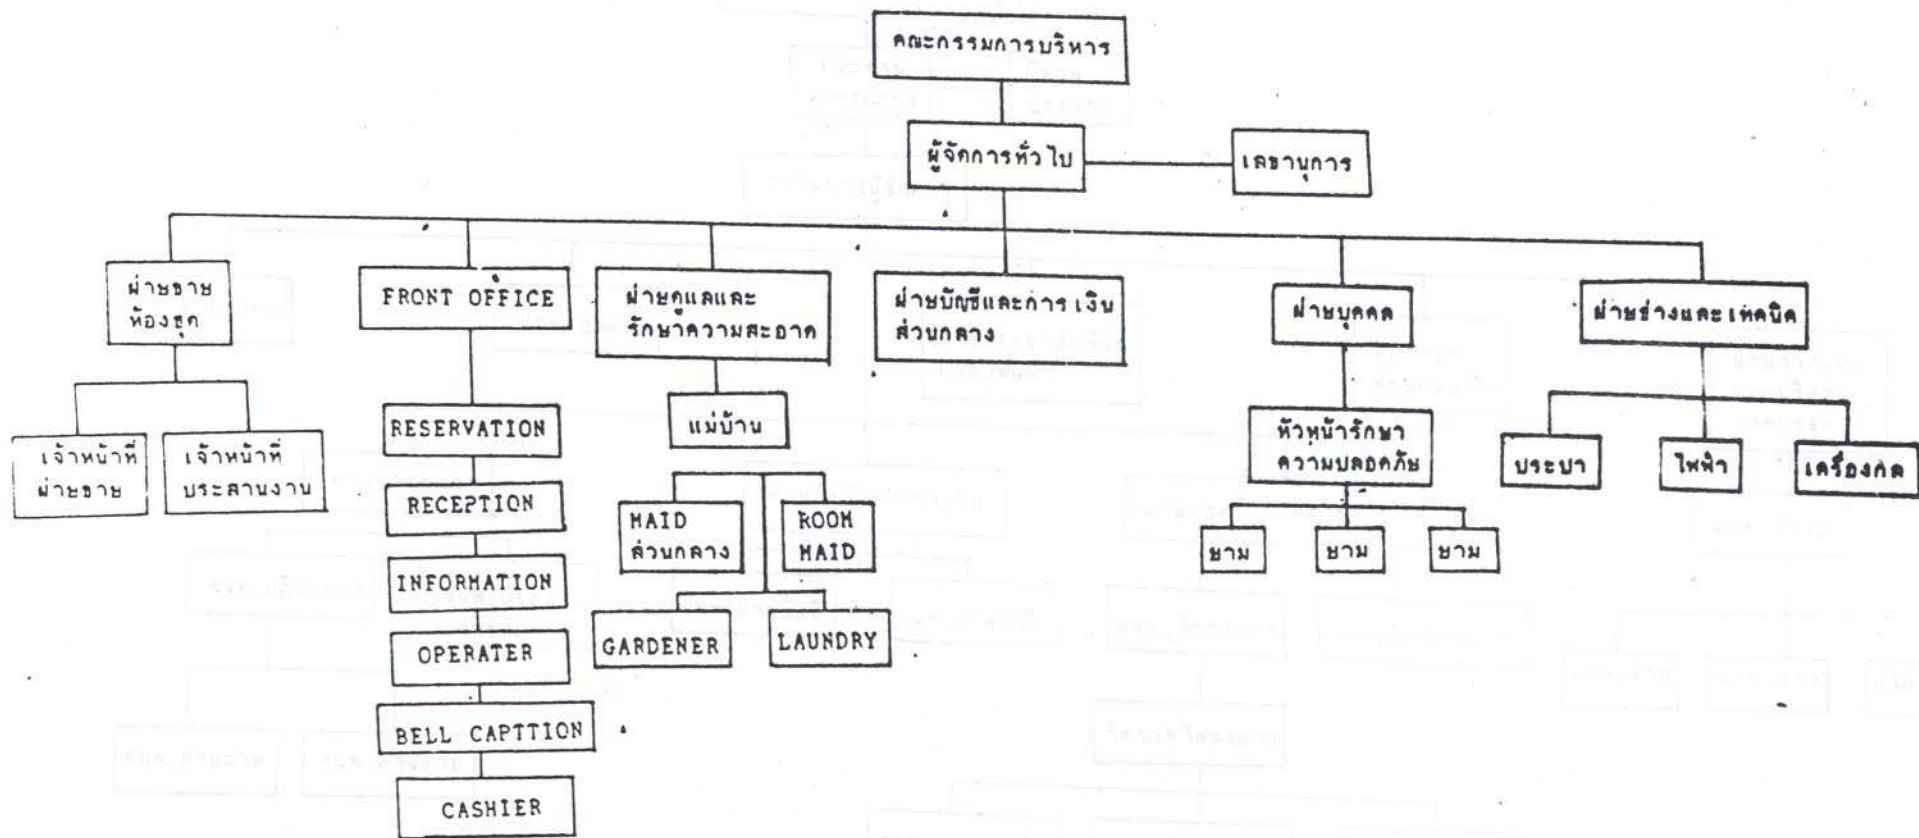 คณะกรรมการบริหาร
ผู้จัดการทั่วไป
เลขานุการ
ฝ่ายขาย
ห้องชุด
FRONT OFFICE
ฝ่ายดูแลและ
รักษาความสะอาด
ฝ่ายบัญชีและการเงิน
ส่วนกลาง
ฝ่ายบุคคล
ฝ่ายช่างและเทคนิค
เจ้าหน้าที่
ฝ่ายขาย
เจ้าหน้าที่
ประสานงาน
RESERVATION
RECEPTION
INFORMATION
OPERATER
BELL CAPTTION
CASHIER
แม่บ้าน
MAID
ส่วนกลาง
ROOM
MAID
GARDENER
LAUNDRY
หัวหน้ารักษา
ความปลอดภัย
ยาม
ยาม
ยาม
ประปา
ไฟฟ้า
เครื่องกล